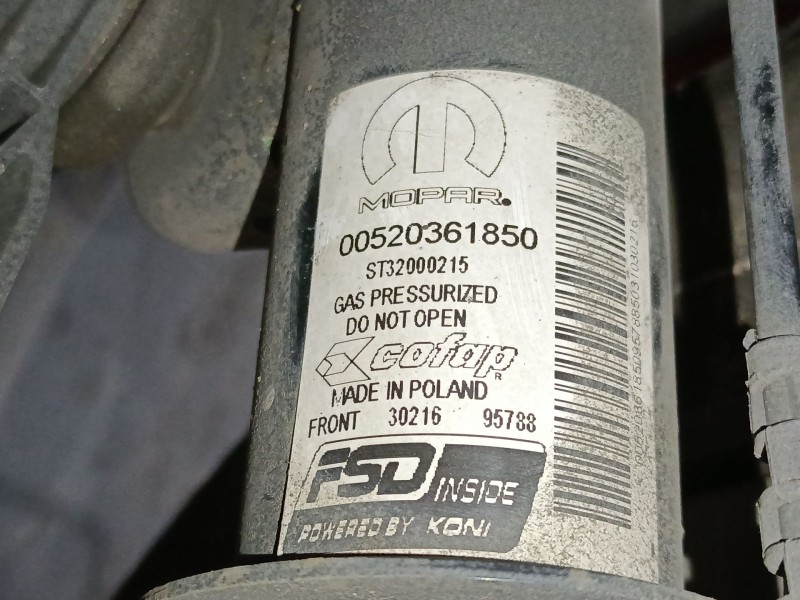 MOPAR®
00520361850
ST32000215
GAS PRESSURIZED
DO NOT OPEN
cofap®
MADE IN POLAND
FRONT 30216 95788
FSD INSIDE
POWERED BY KONI